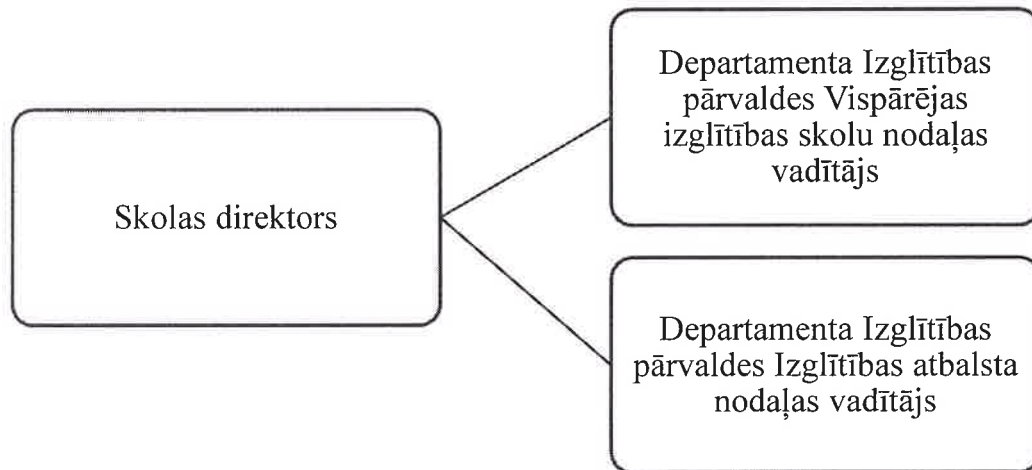 Skolas direktors
Departamenta Izglītības
pārvaldes Vispārējas
izglītības skolu nodaļas
vadītājs
Departamenta Izglītības
pārvaldes Izglītības atbalsta
nodaļas vadītājs